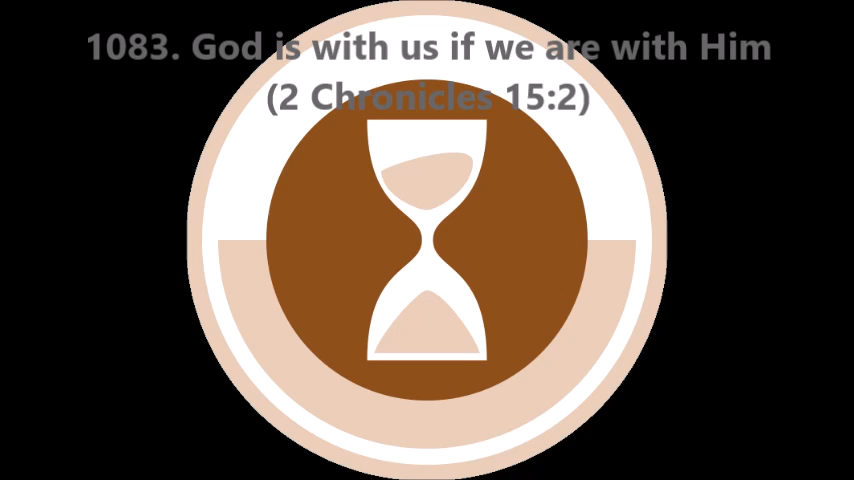 1083. God is with us if we are with Him
(2 Chronicles 15:2)